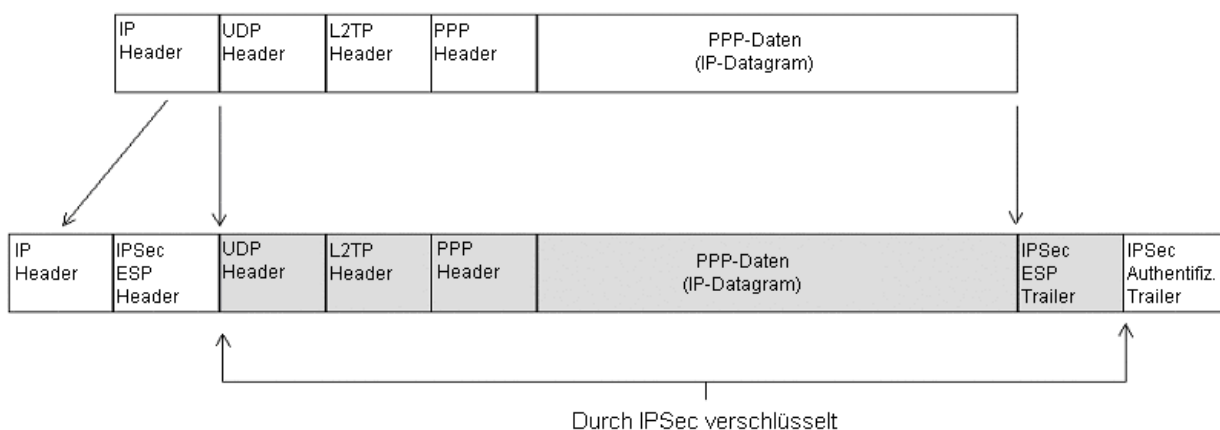 IP
Header
UDP
Header
L2TP
Header
PPP
Header
PPP-Daten
(IP-Datagram)
IP
Header
IPSec
ESP
Header
UDP
Header
L2TP
Header
PPP
Header
PPP-Daten
(IP-Datagram)
IPSec
ESP
Trailer
IPSec
Authentifiz.
Trailer
Durch IPSec verschlüsselt